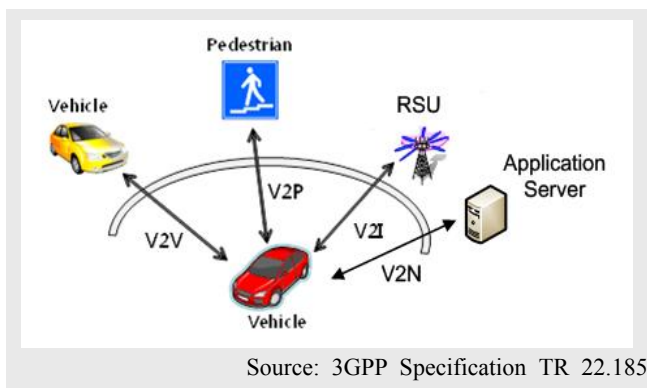 Pedestrian
Vehicle
RSU
Application
Server
V2P
V2V
V2I
V2N
Vehicle
Source: 3GPP Specification TR 22.185